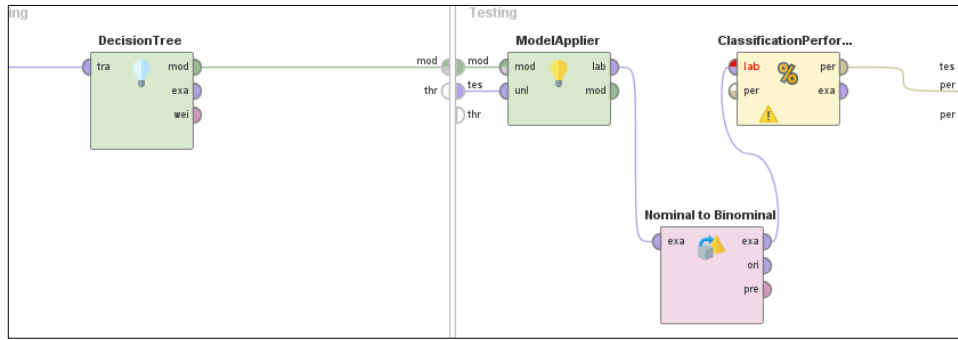 ing
Testing
DecisionTree
tra
mod
exa
wei
mod
thr
mod
tes
thr
ModelApplier
mod
lab
unl
mod
ClassificationPerfor...
lab
per
per
exa
%
tes
per
per
Nominal to Binominal
exa
exa
ori
pre